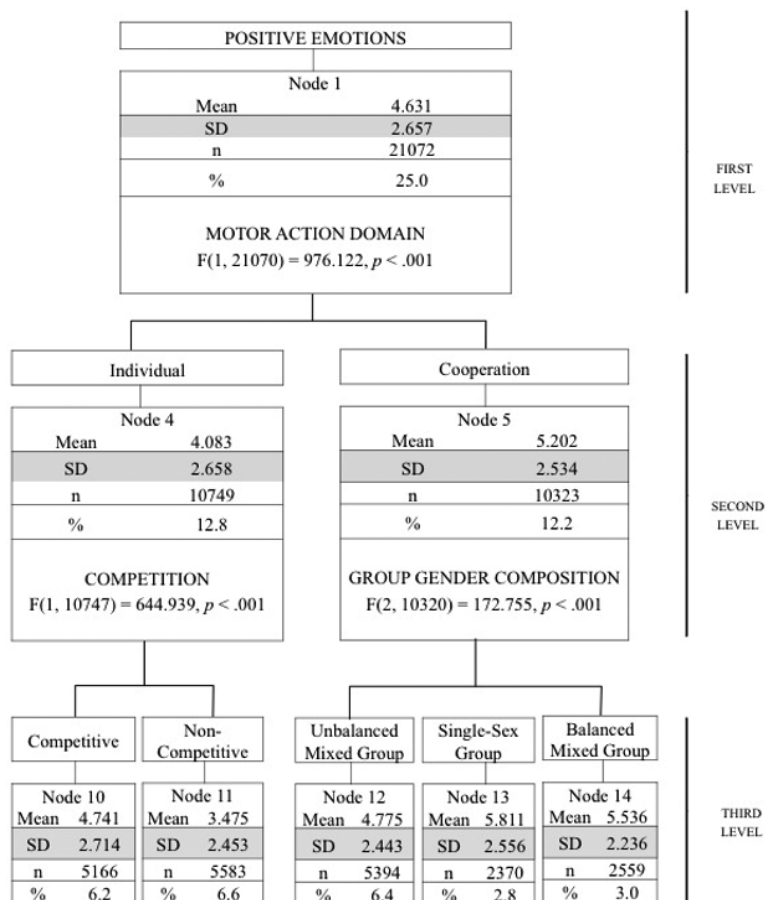 POSITIVE EMOTIONS
Node 1
Mean 4.631
SD 2.657
n 21072
% 25.0
MOTOR ACTION DOMAIN
F(1, 21070) = 976.122, p < .001
FIRST
LEVEL
Individual
Node 4
Mean 4.083
SD 2.658
n 10749
% 12.8
COMPETITION
F(1, 10747) = 644.939, p < .001
Cooperation
Node 5
Mean 5.202
SD 2.534
n 10323
% 12.2
GROUP GENDER COMPOSITION
F(2, 10320) = 172.755, p < .001
SECOND
LEVEL
Competitive
Node 10
Mean 4.741
SD 2.714
n 5166
% 6.2
Non-
Competitive
Node 11
Mean 3.475
SD 2.453
n 5583
% 6.6
Unbalanced
Mixed Group
Node 12
Mean 4.775
SD 2.443
n 5394
% 6.4
Single-Sex
Group
Node 13
Mean 5.811
SD 2.556
n 2370
% 2.8
Balanced
Mixed Group
Node 14
Mean 5.536
SD 2.236
n 2559
% 3.0
THIRD
LEVEL